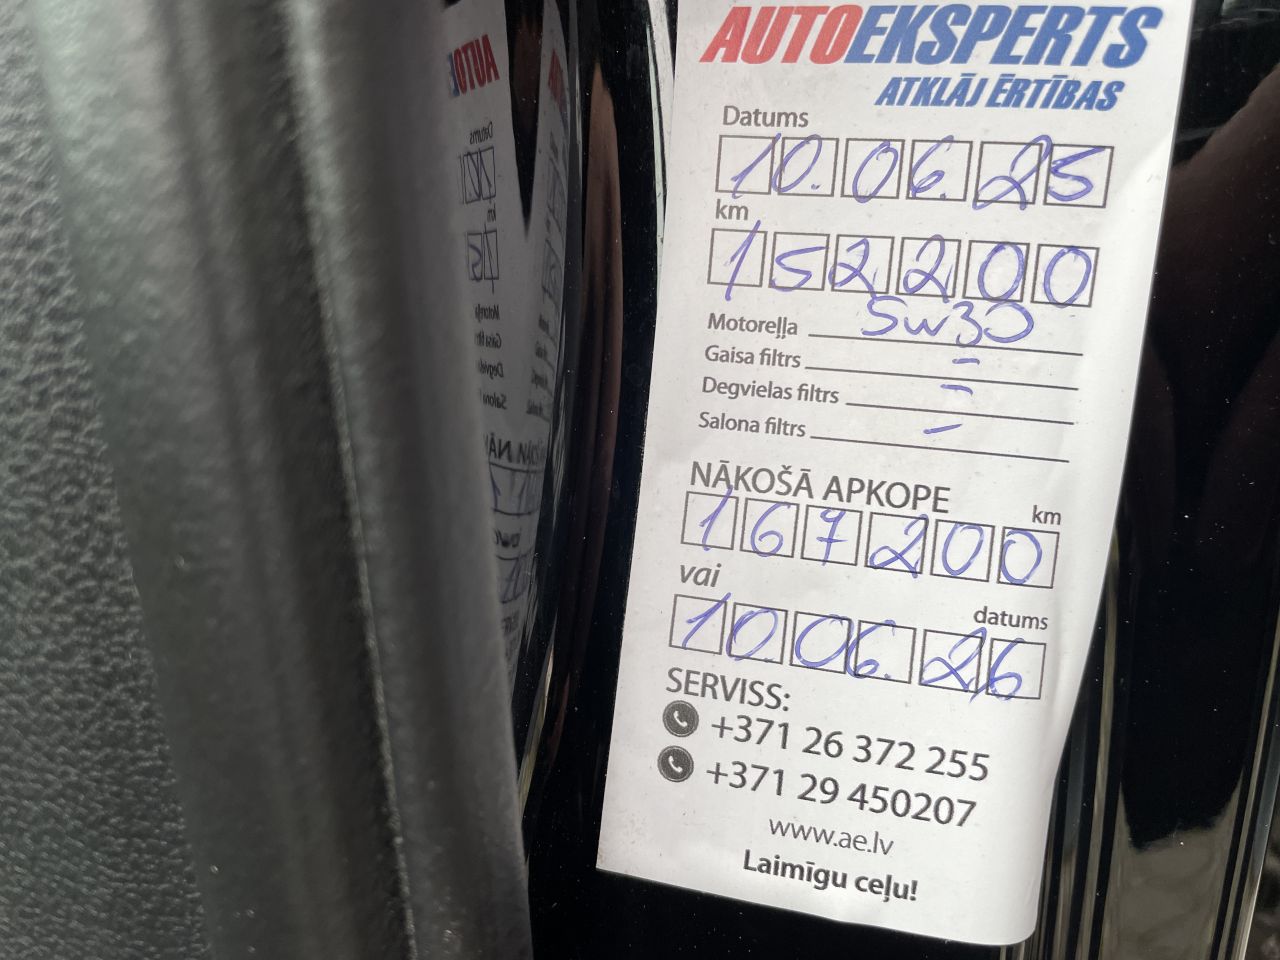 AUTOEKSPERTS
ATKLĀJ ĒRTĪBAS
Datums
10.06.25
km
152200
Motoreļļa 5w30
Gaisa filtrs –
Degvielas filtrs –
Salona filtrs –
NĀKOŠĀ APKOPE km
167200
vai datums
10.06.26
SERVISS:
+371 26 372 255
+371 29 450207
www.ae.lv
Laimīgu ceļu!